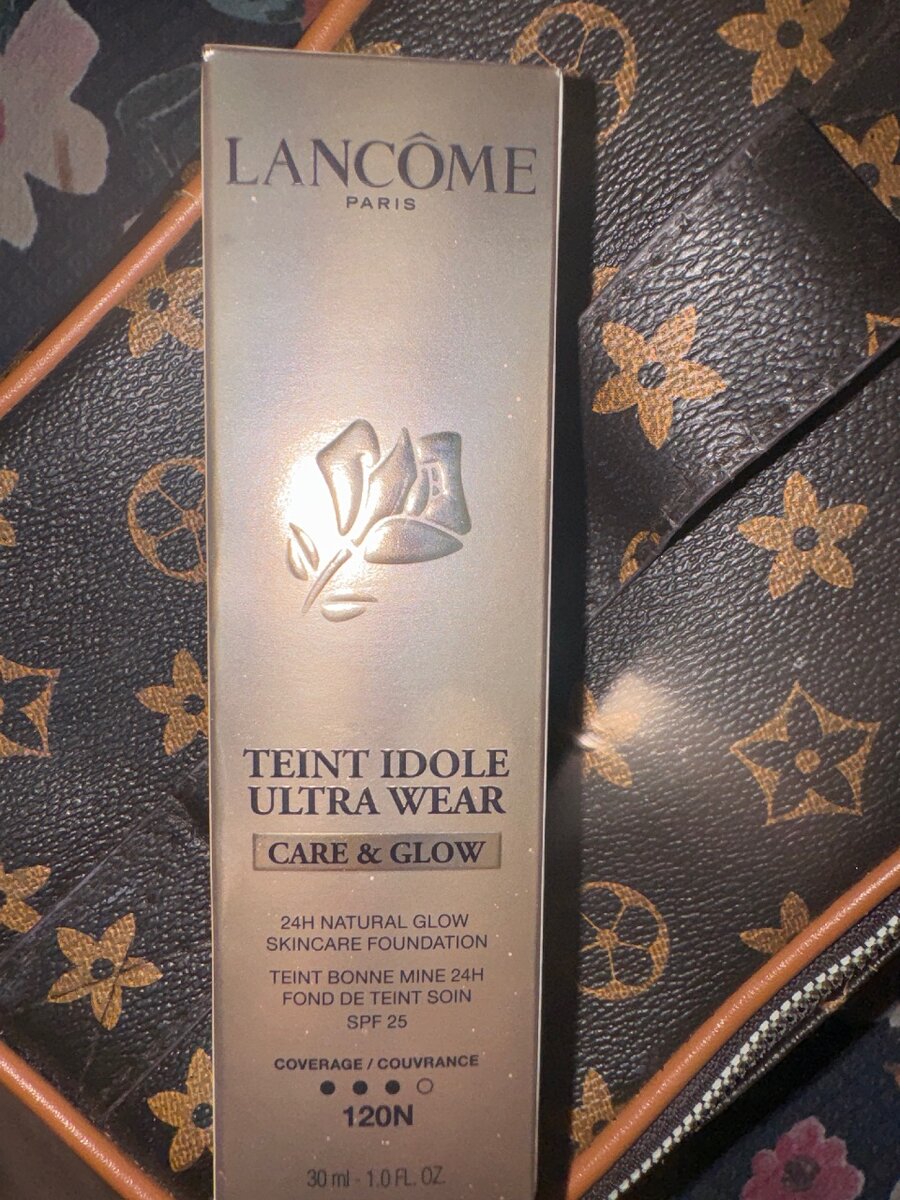 LANCÔME
PARIS
TEINT IDOLE
ULTRA WEAR
CARE & GLOW
24H NATURAL GLOW
SKINCARE FOUNDATION
TEINT BONNE MINE 24H
FOND DE TEINT SOIN
SPF 25
COVERAGE / COUVRANCE
120N
30 ml - 1.0 FL. OZ.